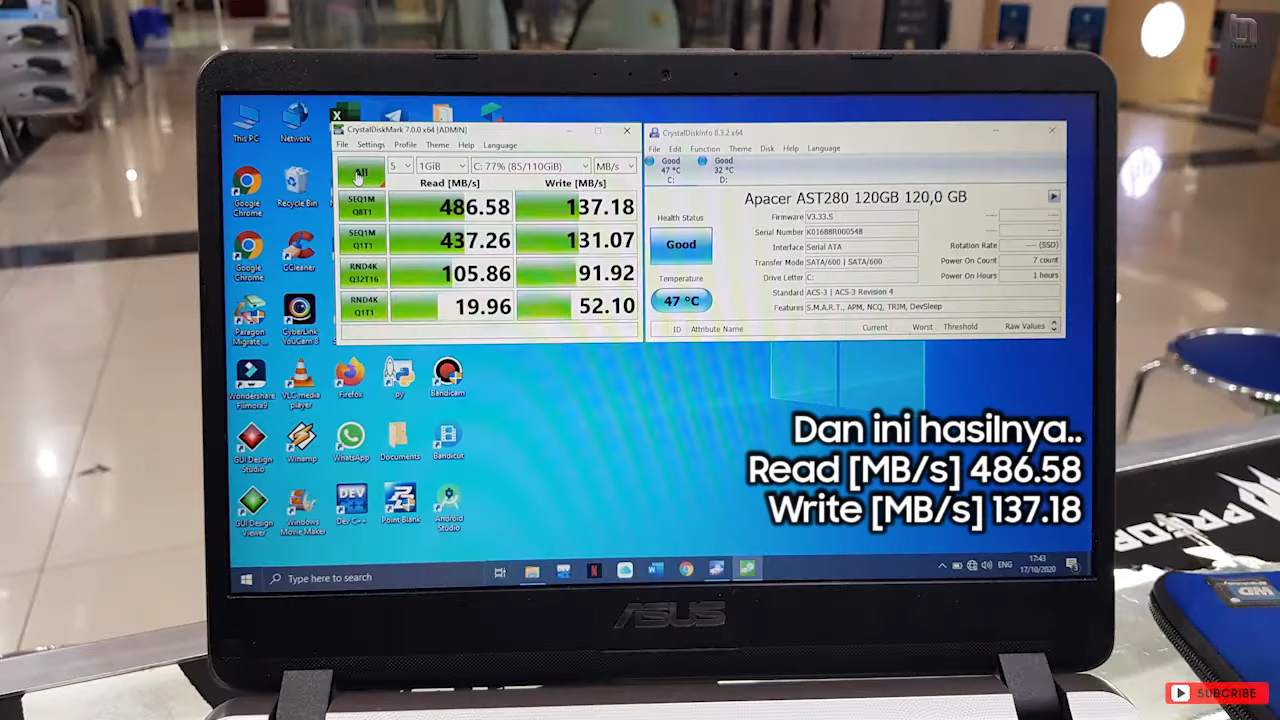 This PC
Network
Google Chrome
Recycle Bin
Google Chrome
CCleaner
Paragon Migrate ...
CyberLink YouCam 8
Wondershare Filmora9
VLC media player
Firefox
py
Bandicam
GUI Design Studio
Winamp
WhatsApp
Documents
Bandicut
GUI Design Viewer
Windows Movie Maker
DEV
Dev C++
Point Blank
Android Studio
CrystalDiskMark 7.0.0 x64 [ADMIN]
File Settings Profile Theme Help Language
All 5 1GiB C: 77% (85/110GiB) MB/s
Read [MB/s] Write [MB/s]
SEQ1M Q8T1 486.58 137.18
SEQ1M Q1T1 437.26 131.07
RND4K Q32T16 105.86 91.92
RND4K Q1T1 19.96 52.10
CrystalDiskInfo 8.3.2 x64
File Edit Function Theme Disk Help Language
Good Good
47 °C 32 °C
C: D:
Apacer AST280 120GB 120,0 GB
Health Status
Good
Temperature
47 °C
Firmware V3.33.S
Serial Number K01688R000548
Interface Serial ATA
Transfer Mode SATA/600 | SATA/600
Drive Letter C:
Standard ACS-3 | ACS-3 Revision 4
Features S.M.A.R.T., APM, NCQ, TRIM, DevSleep
Rotation Rate ---- (SSD)
Power On Count 7 count
Power On Hours 1 hours
ID Attribute Name Current Worst Threshold Raw Values
Dan ini hasilnya..
Read [MB/s] 486.58
Write [MB/s] 137.18
Type here to search
ENG
17:43
17/10/2020
ASUS
SUBSCRIBE